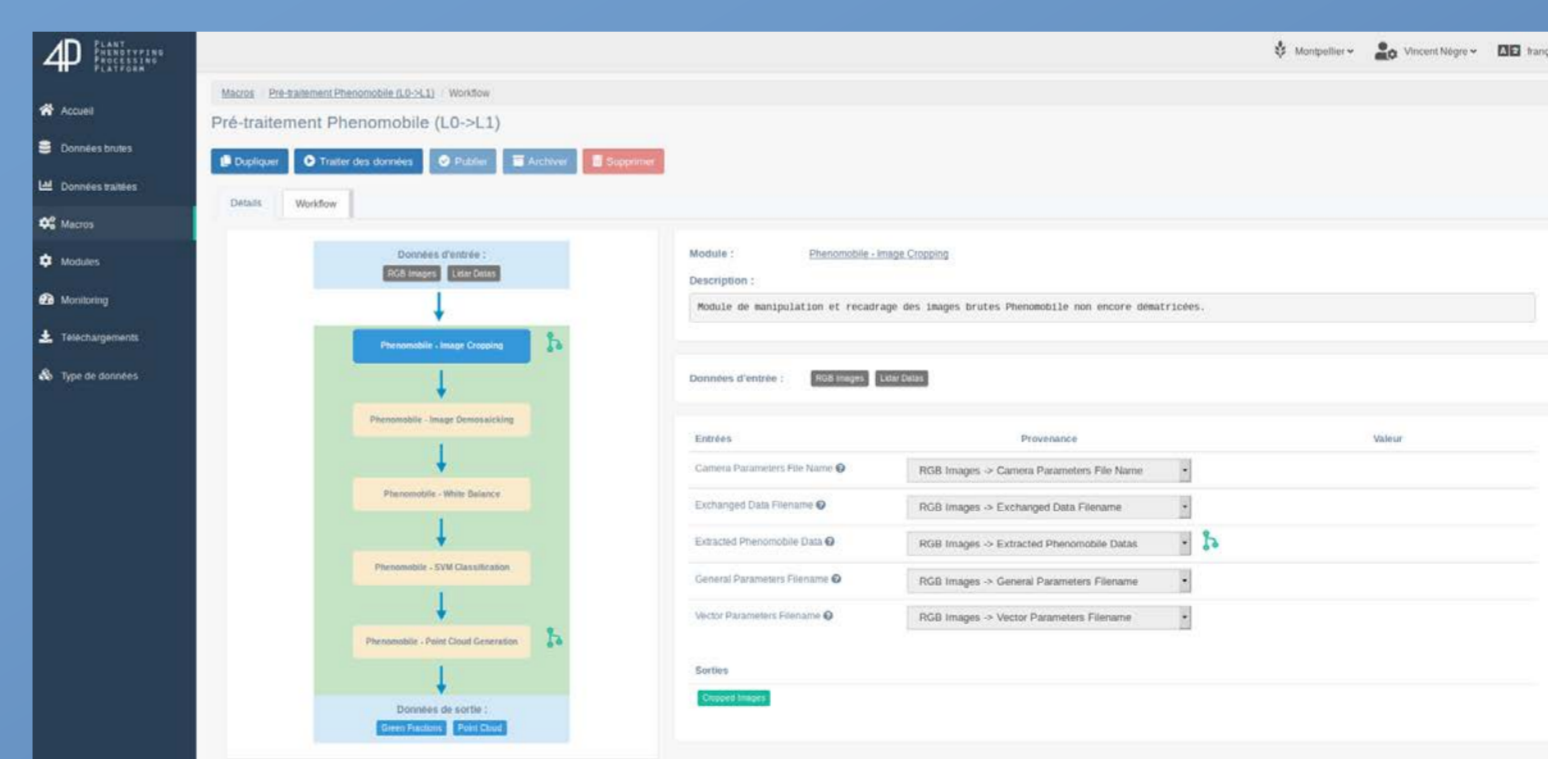 4P PLANT
PHENOTYPING
PROCESSING
PLATFORM
Montpellier
Vincent Nègre
franç
Accueil
Données brutes
Données traitées
Macros
Modules
Monitoring
Téléchargements
Type de données
Macros / Pré-traitement Phenomobile (L0->L1) / Workflow
Pré-traitement Phenomobile (L0->L1)
Dupliquer
Traiter des données
Publier
Archiver
Supprimer
Détails
Workflow
Données d'entrée :
RGB Images Lidar Datas
Phenomobile - Image Cropping
Phenomobile - Image Demosaicking
Phenomobile - White Balance
Phenomobile - SVM Classification
Phenomobile - Point Cloud Generation
Données de sortie :
Green Fractions Point Cloud
Module : Phenomobile - Image Cropping
Description :
Module de manipulation et recadrage des images brutes Phenomobile non encore dématricées.
Données d'entrée : RGB Images Lidar Datas
Entrées Provenance Valeur
Camera Parameters File Name RGB Images -> Camera Parameters File Name
Exchanged Data Filename RGB Images -> Exchanged Data Filename
Extracted Phenomobile Data RGB Images -> Extracted Phenomobile Datas
General Parameters Filename RGB Images -> General Parameters Filename
Vector Parameters Filename RGB Images -> Vector Parameters Filename
Sorties
Cropped Images